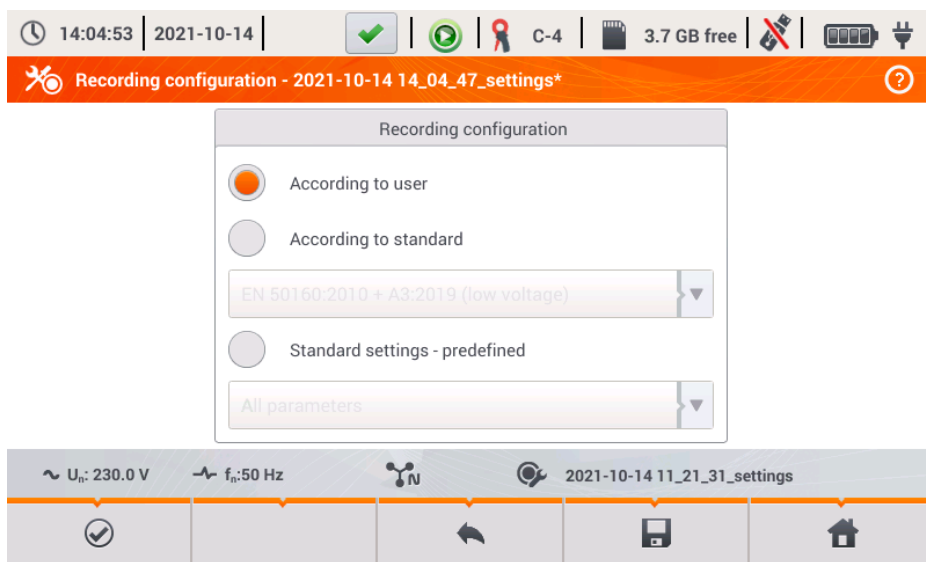 14:04:53 2021-10-14 C-4 3.7 GB free
Recording configuration - 2021-10-14 14_04_47_settings* ?
Recording configuration
According to user
According to standard
EN 50160:2010 + A3:2019 (low voltage)
Standard settings - predefined
All parameters
Uₙ: 230.0 V fₙ:50 Hz N 2021-10-14 11_21_31_settings